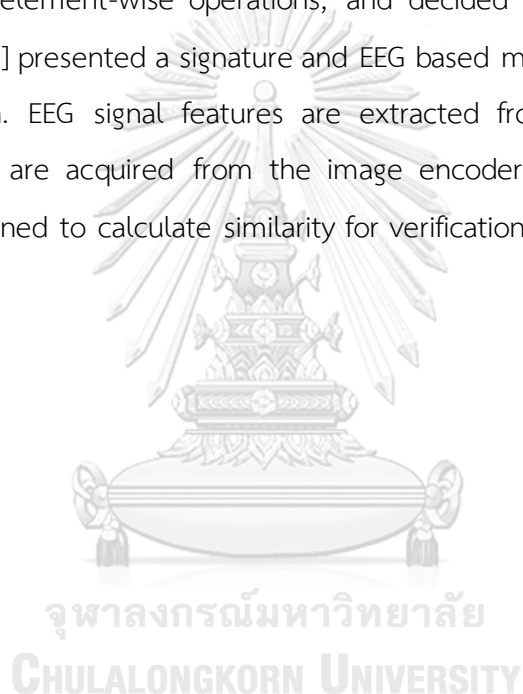 element-wise operations, and decided
] presented a signature and EEG based
. EEG signal features are extracted
are acquired from the image encoder
to calculate similarity for verification
จุฬาลงกรณ์มหาวิทยาลัย
CHULALONGKORN UNIVERSITY